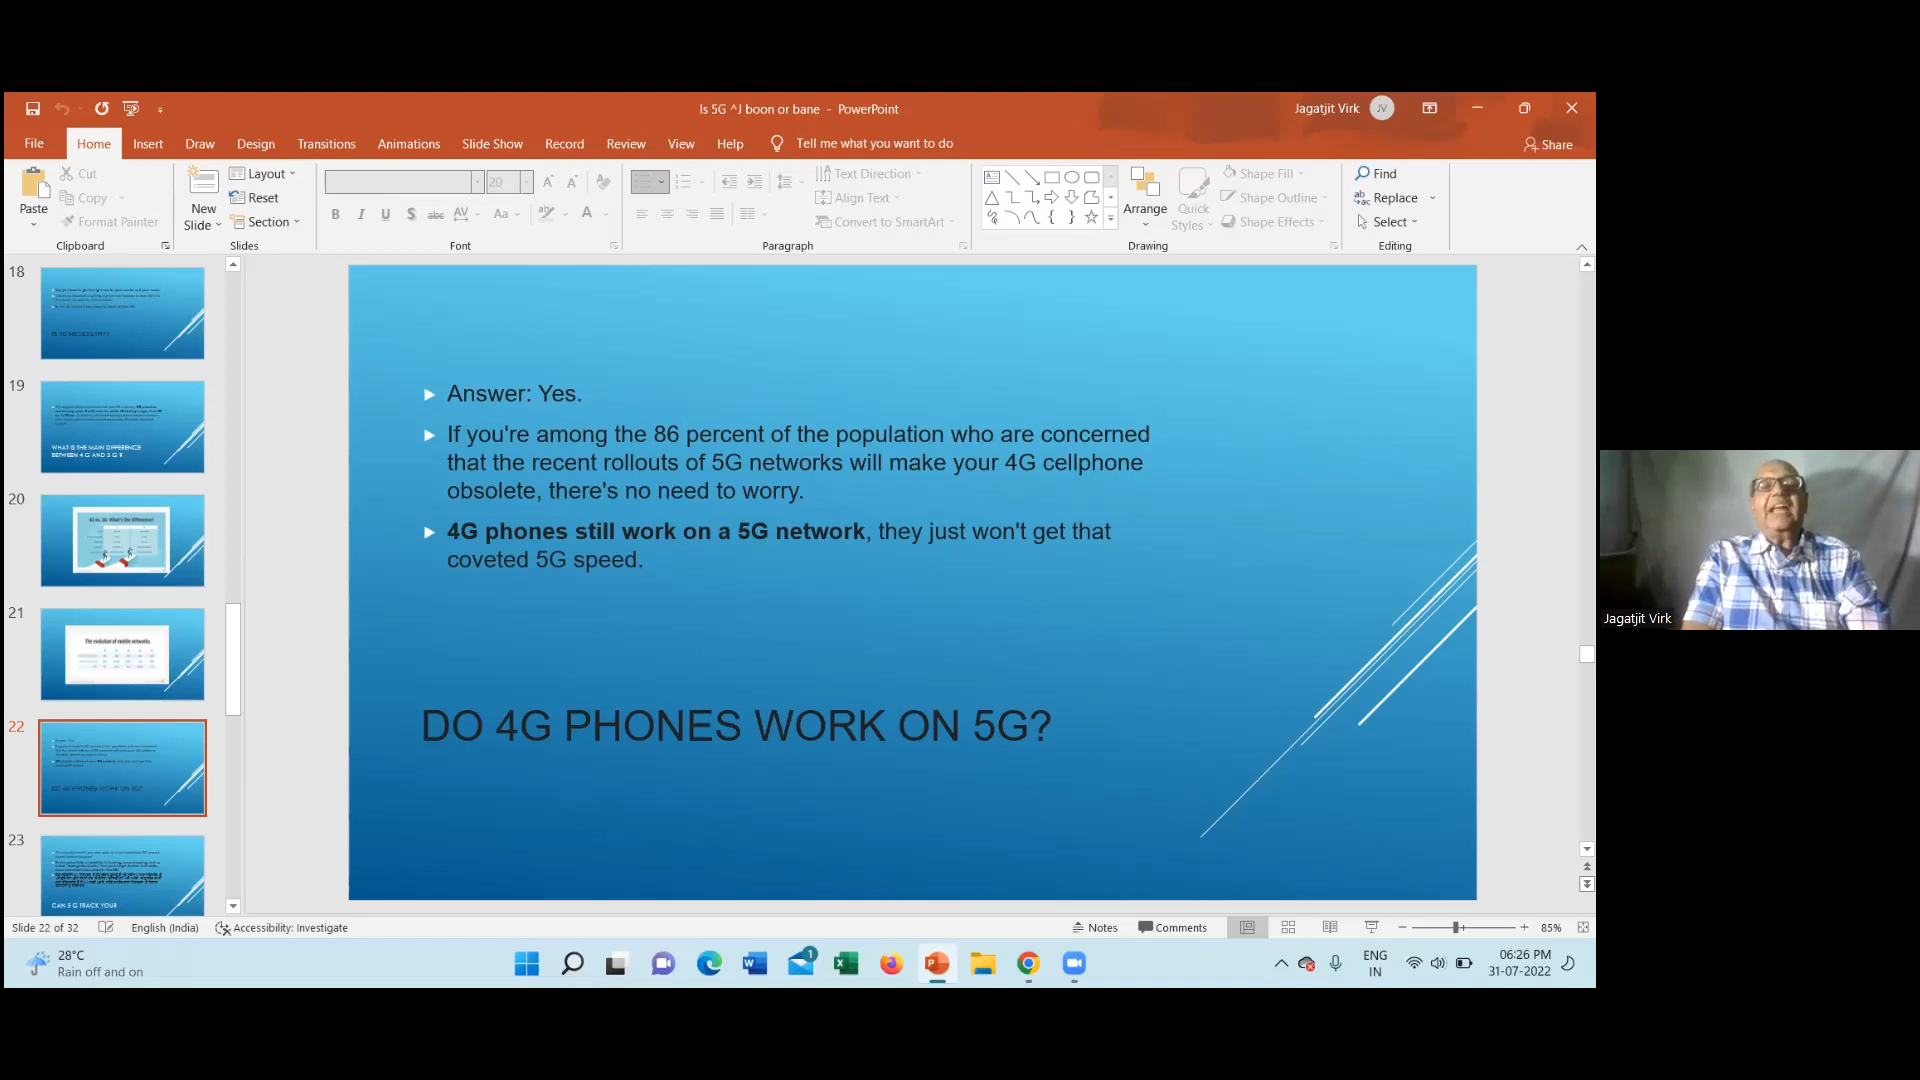 Is 5G ^J boon or bane - PowerPoint
Jagatjit Virk
JV
File Home Insert Draw Design Transitions Animations Slide Show Record Review View Help Tell me what you want to do
Share
Paste
Cut
Copy
Format Painter
Clipboard
New Slide
Layout
Reset
Section
Slides
20
Font
Text Direction
Align Text
Convert to SmartArt
Paragraph
Arrange
Quick Styles
Shape Fill
Shape Outline
Shape Effects
Drawing
Find
Replace
Select
Editing
18
IS 5G NECESSARY?
19
WHAT IS THE MAIN DIFFERENCE
BETWEEN 4 G AND 5 G ?
20
4G vs. 5G: What's the difference?
21
The evolution of mobile networks
22
DO 4G PHONES WORK ON 5G?
23
CAN 5 G TRACK YOUR
Answer: Yes.
If you're among the 86 percent of the population who are concerned
that the recent rollouts of 5G networks will make your 4G cellphone
obsolete, there's no need to worry.
4G phones still work on a 5G network, they just won't get that
coveted 5G speed.
DO 4G PHONES WORK ON 5G?
Jagatjit Virk
Slide 22 of 32 English (India) Accessibility: Investigate Notes Comments 85%
28°C
Rain off and on
1
ENG
IN
06:26 PM
31-07-2022